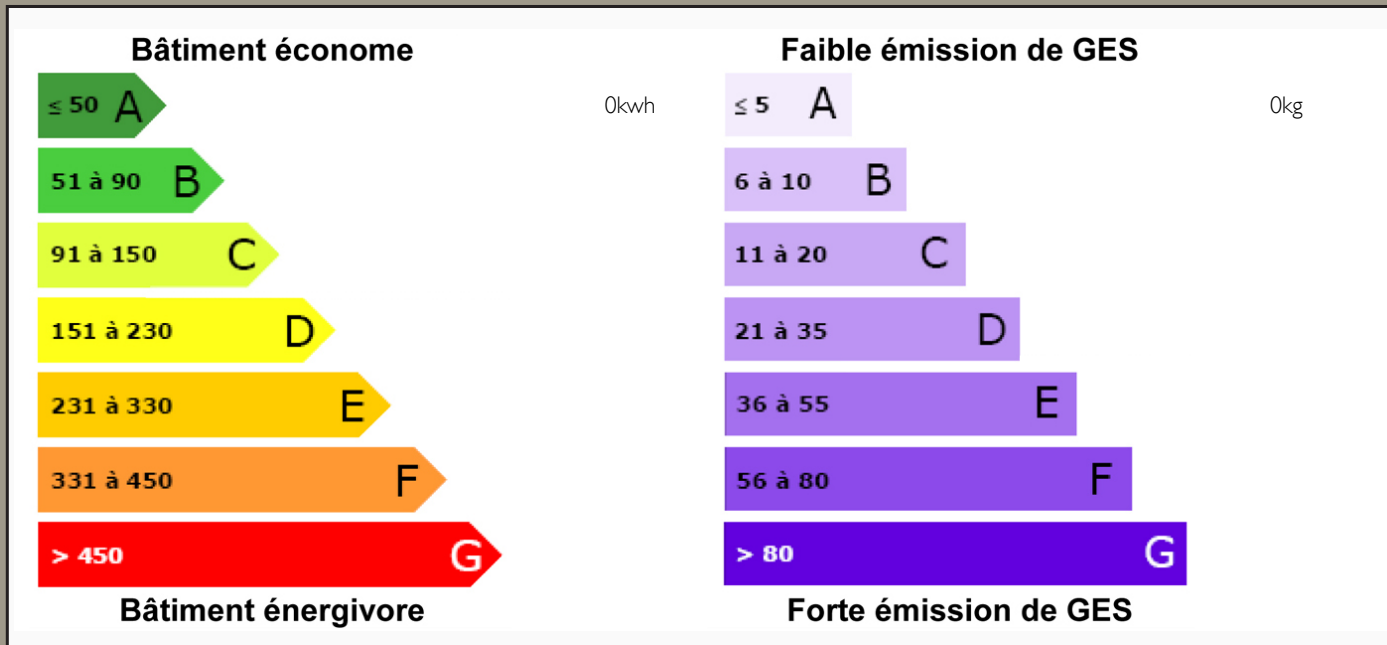 Bâtiment économe
≤ 50 A
0kwh
51 à 90 B
91 à 150 C
151 à 230 D
231 à 330 E
331 à 450 F
> 450 G
Bâtiment énergivore
Faible émission de GES
≤ 5 A
0kg
6 à 10 B
11 à 20 C
21 à 35 D
36 à 55 E
56 à 80 F
> 80 G
Forte émission de GES